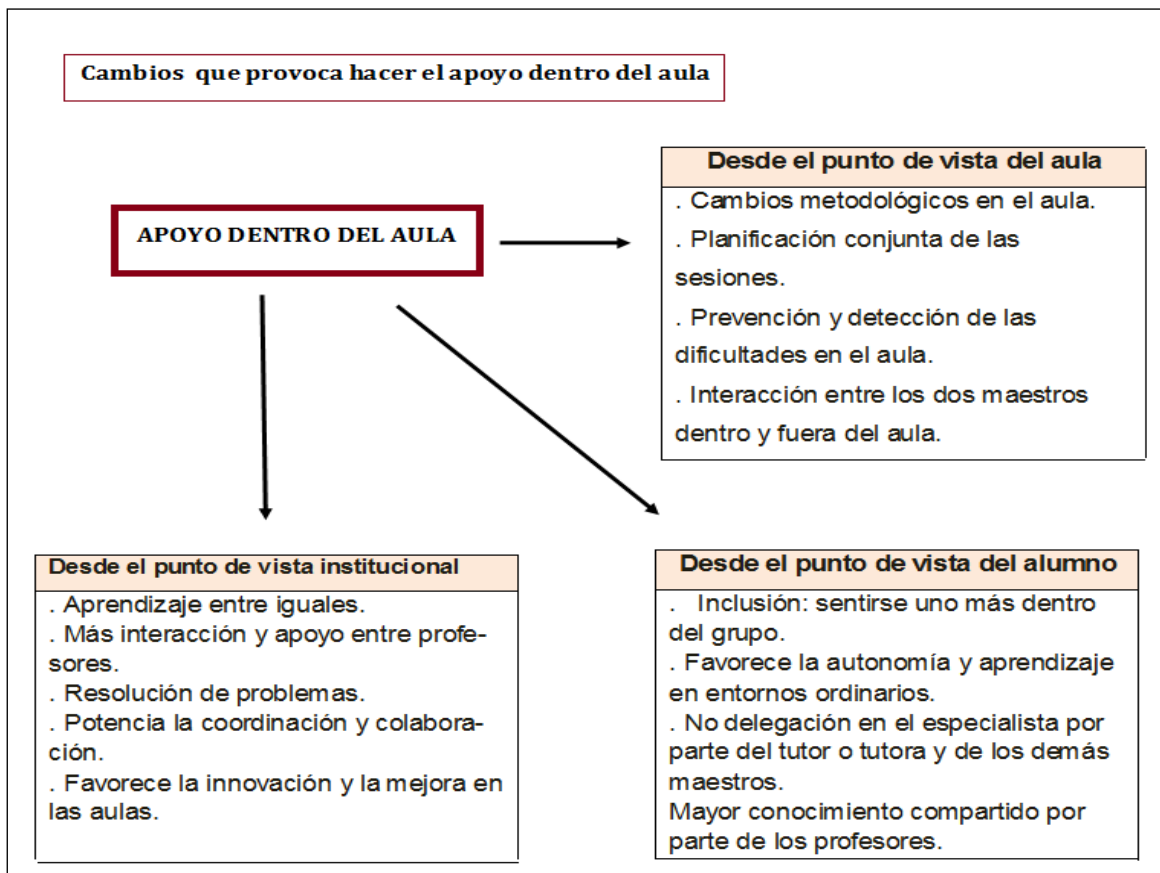 Cambios que provoca hacer el apoyo dentro del aula
APOYO DENTRO DEL AULA
Desde el punto de vista del aula
. Cambios metodológicos en el aula.
. Planificación conjunta de las
sesiones.
. Prevención y detección de las
dificultades en el aula.
. Interacción entre los dos maestros
dentro y fuera del aula.
Desde el punto de vista institucional
. Aprendizaje entre iguales.
. Más interacción y apoyo entre profe-
sores.
. Resolución de problemas.
. Potencia la coordinación y colabora-
ción.
. Favorece la innovación y la mejora en
las aulas.
Desde el punto de vista del alumno
. Inclusión: sentirse uno más dentro
del grupo.
. Favorece la autonomía y aprendizaje
en entornos ordinarios.
. No delegación en el especialista por
parte del tutor o tutora y de los demás
maestros.
Mayor conocimiento compartido por
parte de los profesores.